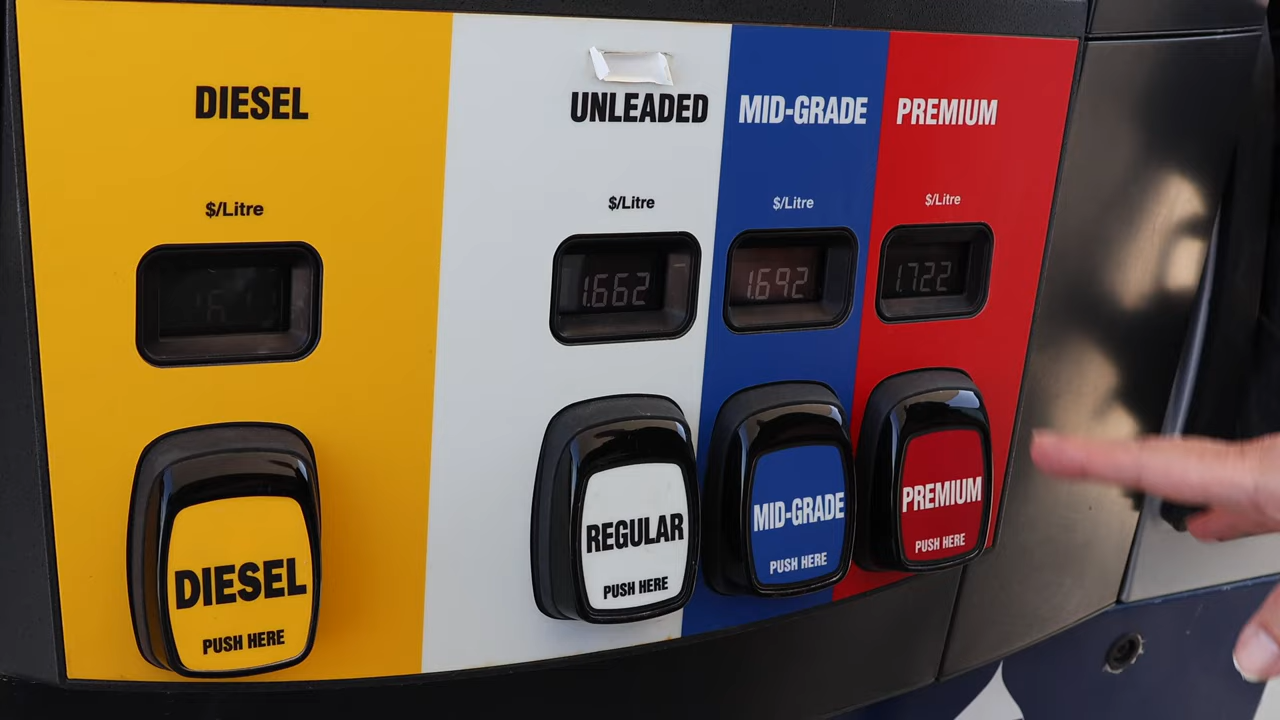 DIESEL
UNLEADED
MID-GRADE
PREMIUM
$/Litre
$/Litre
$/Litre
$/Litre
1.662
1.692
1.722
DIESEL
PUSH HERE
REGULAR
PUSH HERE
MID-GRADE
PUSH HERE
PREMIUM
PUSH HERE